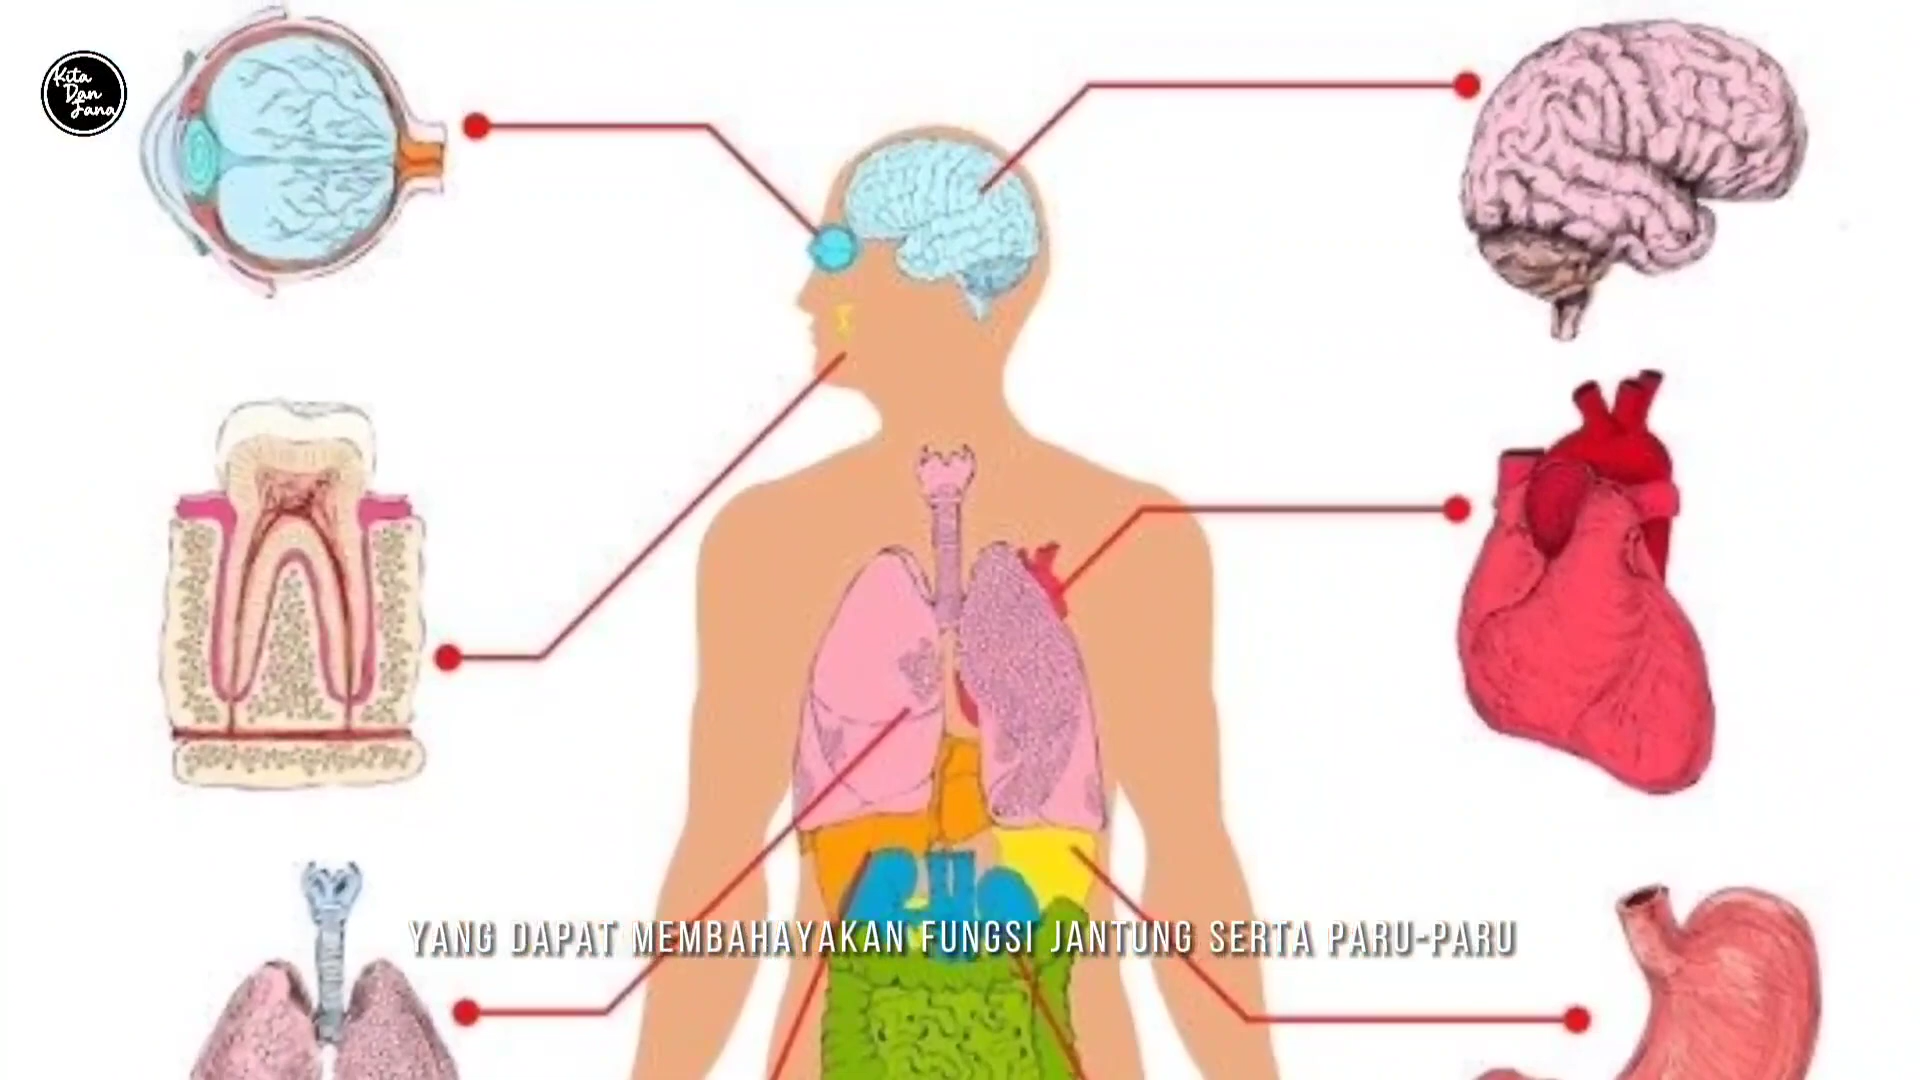 Kita
Dan
Fana
YANG DAPAT MEMBAHAYAKAN FUNGSI JANTUNG SERTA PARU-PARU